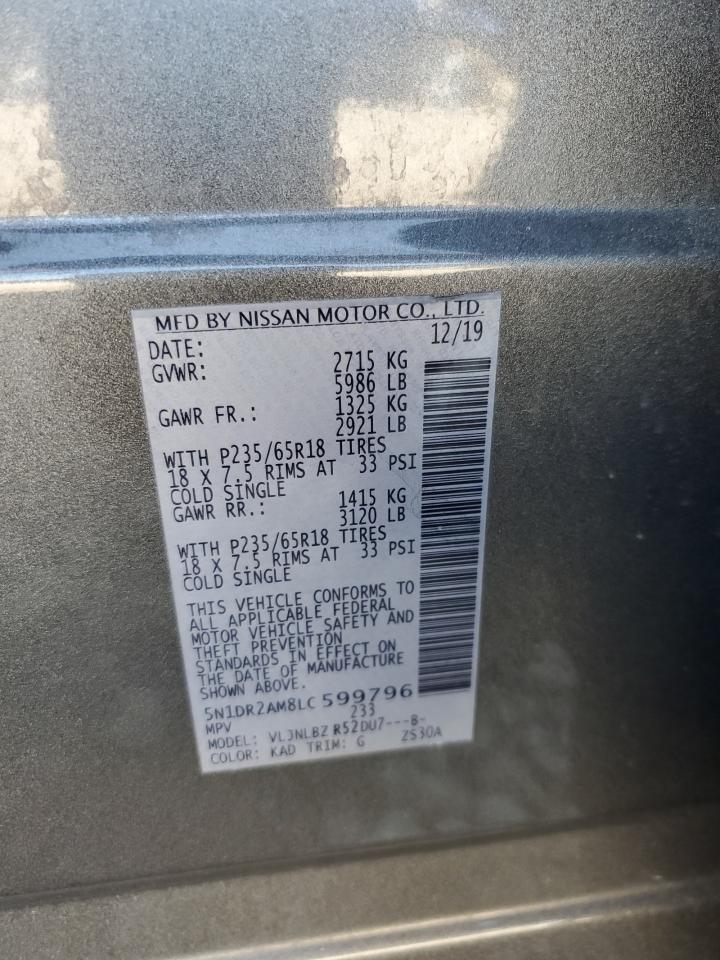 MFD BY NISSAN MOTOR CO., LTD.
DATE: 12/19
GVWR: 2715 KG
5986 LB
GAWR FR.: 1325 KG
2921 LB
WITH P235/65R18 TIRES
18 X 7.5 RIMS AT 33 PSI
COLD SINGLE
GAWR RR.: 1415 KG
3120 LB
WITH P235/65R18 TIRES
18 X 7.5 RIMS AT 33 PSI
COLD SINGLE
THIS VEHICLE CONFORMS TO
ALL APPLICABLE FEDERAL
MOTOR VEHICLE SAFETY AND
THEFT PREVENTION
STANDARDS IN EFFECT ON
THE DATE OF MANUFACTURE
SHOWN ABOVE.
5N1DR2AM8LC599796
MPV 233
MODEL: VLJNLBZ R52DU7---B-
COLOR: KAD TRIM: G ZS30A